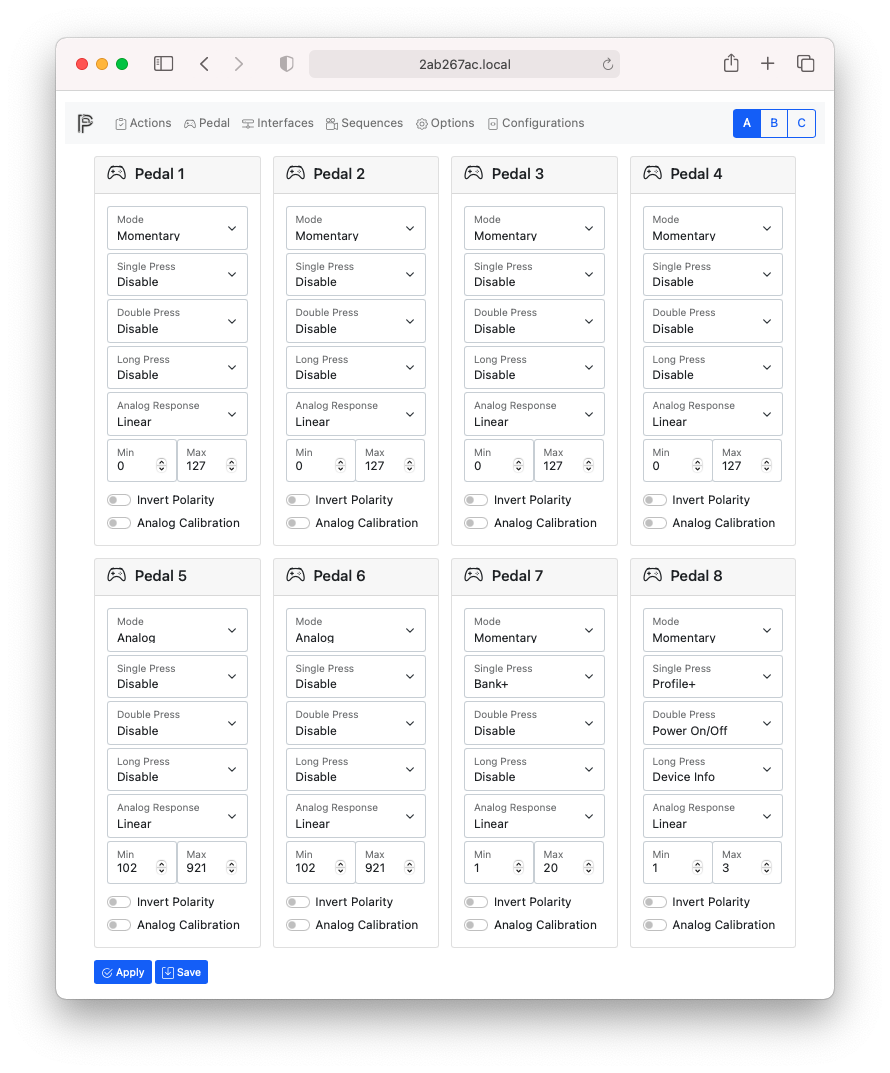 2ab267ac.local
Actions Pedal Interfaces Sequences Options Configurations A B C
Pedal 1 Pedal 2 Pedal 3 Pedal 4
Mode Mode Mode Mode
Momentary Momentary Momentary Momentary
Single Press Single Press Single Press Single Press
Disable Disable Disable Disable
Double Press Double Press Double Press Double Press
Disable Disable Disable Disable
Long Press Long Press Long Press Long Press
Disable Disable Disable Disable
Analog Response Analog Response Analog Response Analog Response
Linear Linear Linear Linear
Min Max Min Max Min Max Min Max
0 127 0 127 0 127 0 127
Invert Polarity Invert Polarity Invert Polarity Invert Polarity
Analog Calibration Analog Calibration Analog Calibration Analog Calibration
Pedal 5 Pedal 6 Pedal 7 Pedal 8
Mode Mode Mode Mode
Analog Analog Momentary Momentary
Single Press Single Press Single Press Single Press
Disable Disable Bank+ Profile+
Double Press Double Press Double Press Double Press
Disable Disable Disable Power On/Off
Long Press Long Press Long Press Long Press
Disable Disable Disable Device Info
Analog Response Analog Response Analog Response Analog Response
Linear Linear Linear Linear
Min Max Min Max Min Max Min Max
102 921 102 921 1 20 1 3
Invert Polarity Invert Polarity Invert Polarity Invert Polarity
Analog Calibration Analog Calibration Analog Calibration Analog Calibration
Apply Save